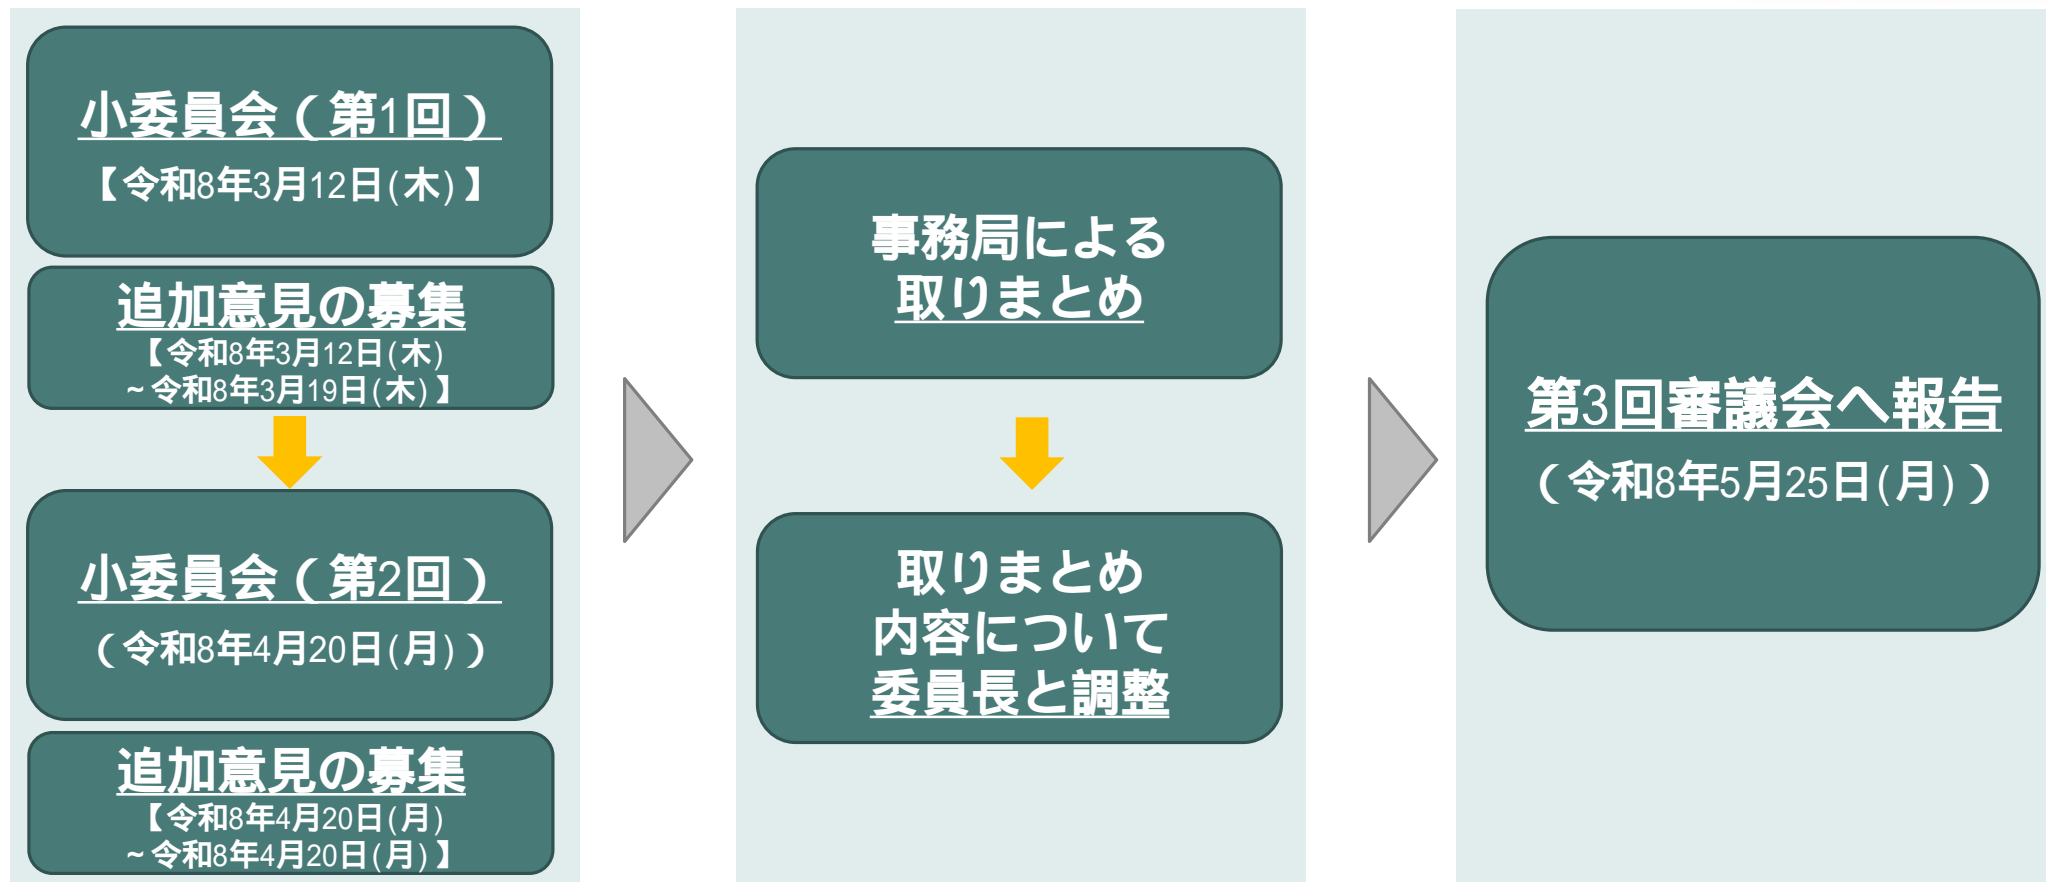 小委員会(第1回)
【令和8年3月12日(木)】
追加意見の募集
【令和8年3月12日(木)
~令和8年3月19日(木)】
小委員会(第2回)
(令和8年4月20日(月))
追加意見の募集
【令和8年4月20日(月)
~令和8年4月20日(月)】
事務局による
取りまとめ
取りまとめ
内容について
委員長と調整
第3回審議会へ報告
(令和8年5月25日(月))